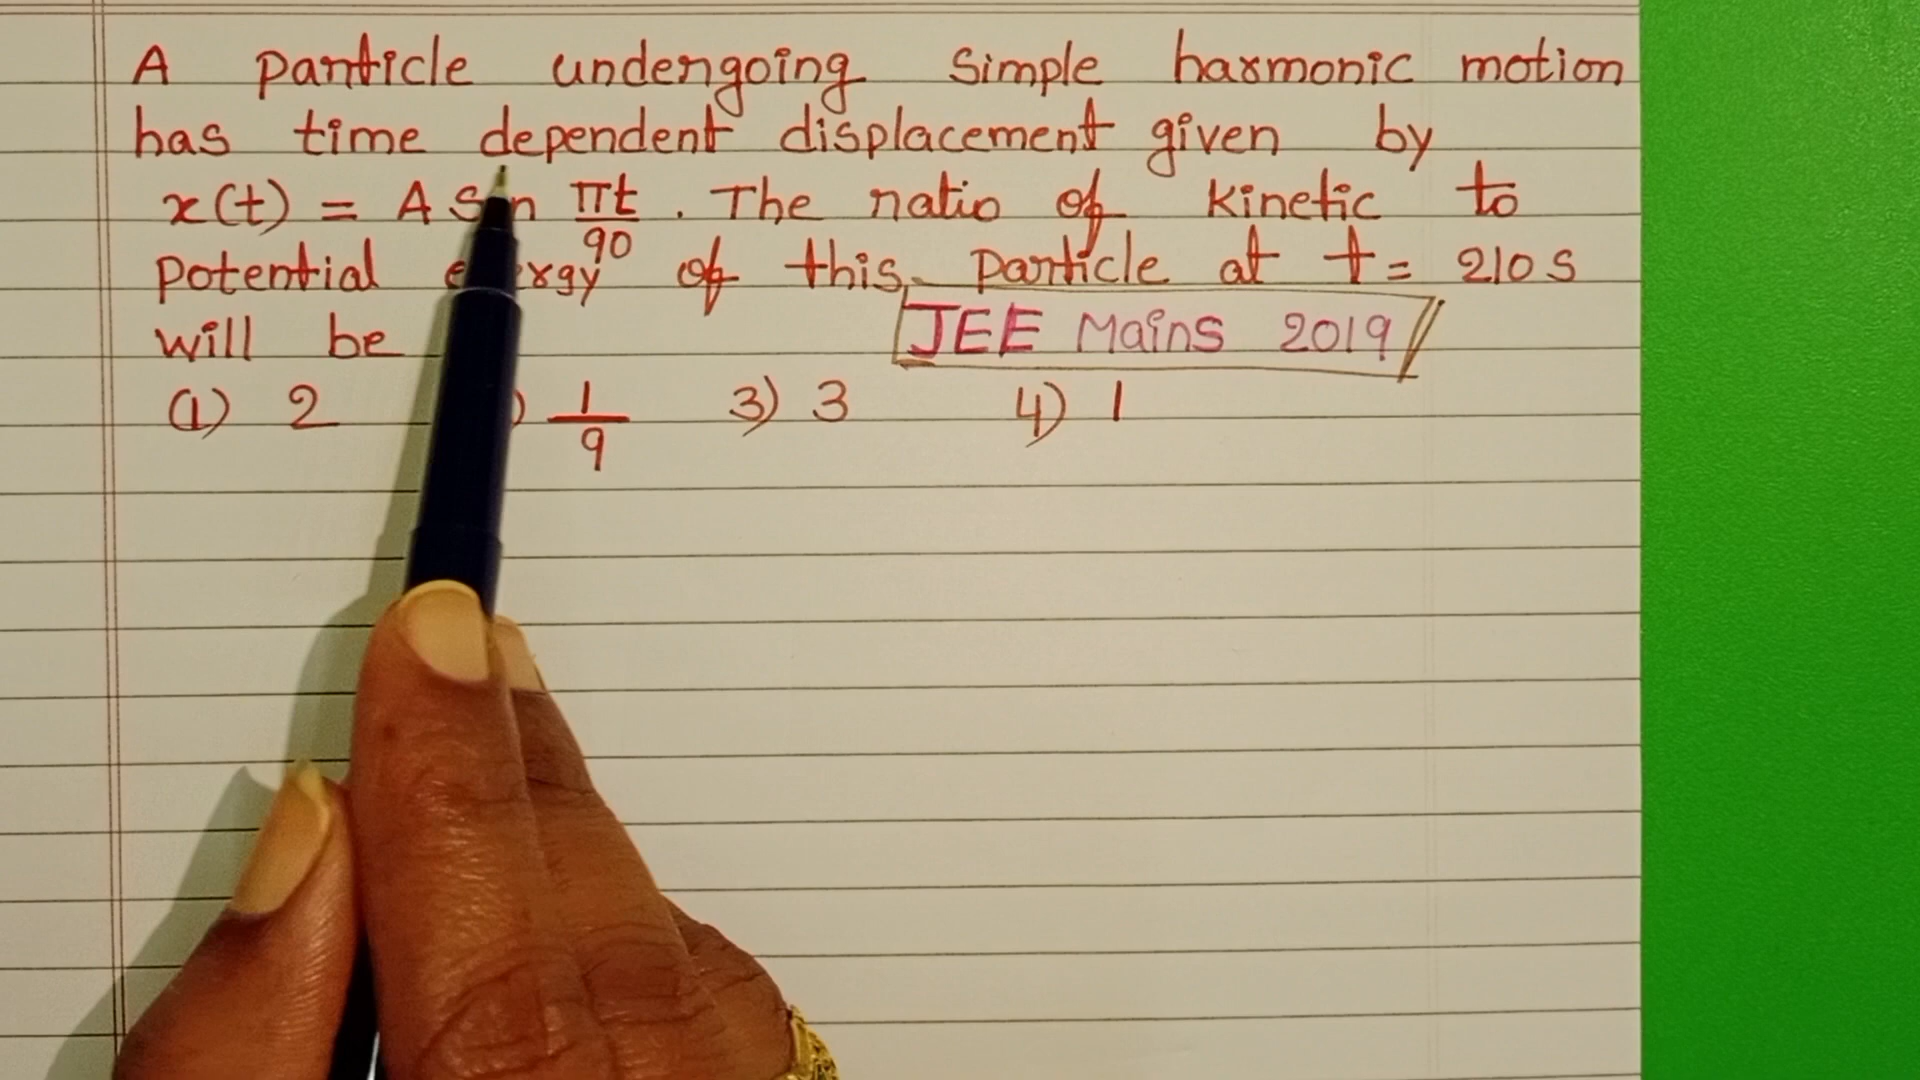 A particle undergoing simple harmonic motion
has time dependent displacement given by
x(t) = A πt/90 . The ratio of kinetic to
potential of this particle at t = 210 s
will be
JEE Mains 2019
(1) 2 ) 1/9 3) 3 4) 1